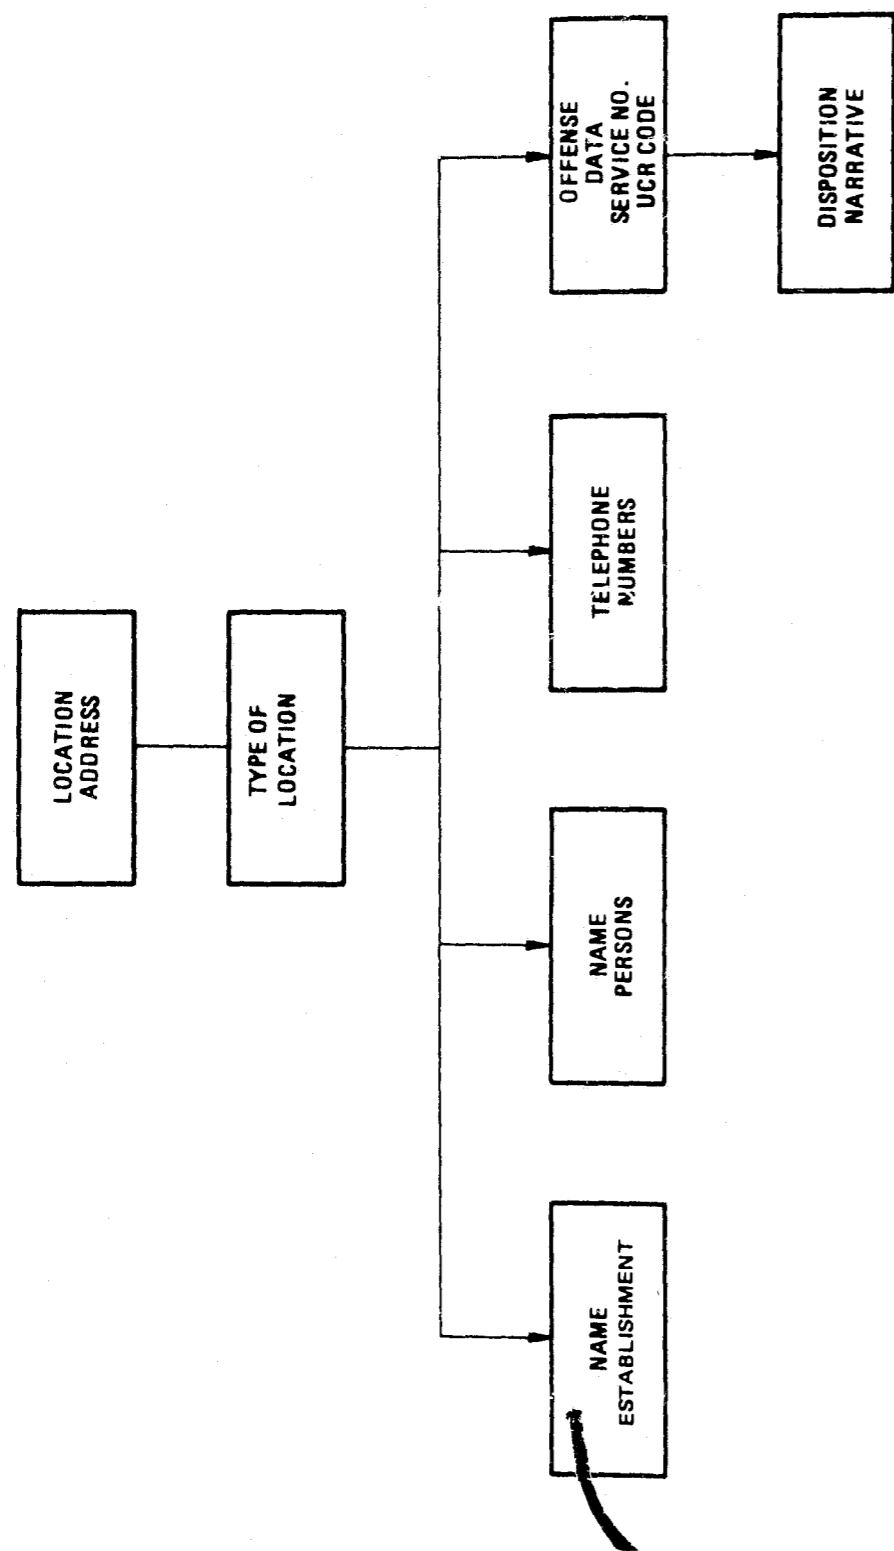 LOCATION
ADDRESS
TYPE OF
LOCATION
NAME
ESTABLISHMENT
NAME
PERSONS
TELEPHONE
NUMBERS
OFFENSE
DATA
SERVICE NO.
UCR CODE
DISPOSITION
NARRATIVE